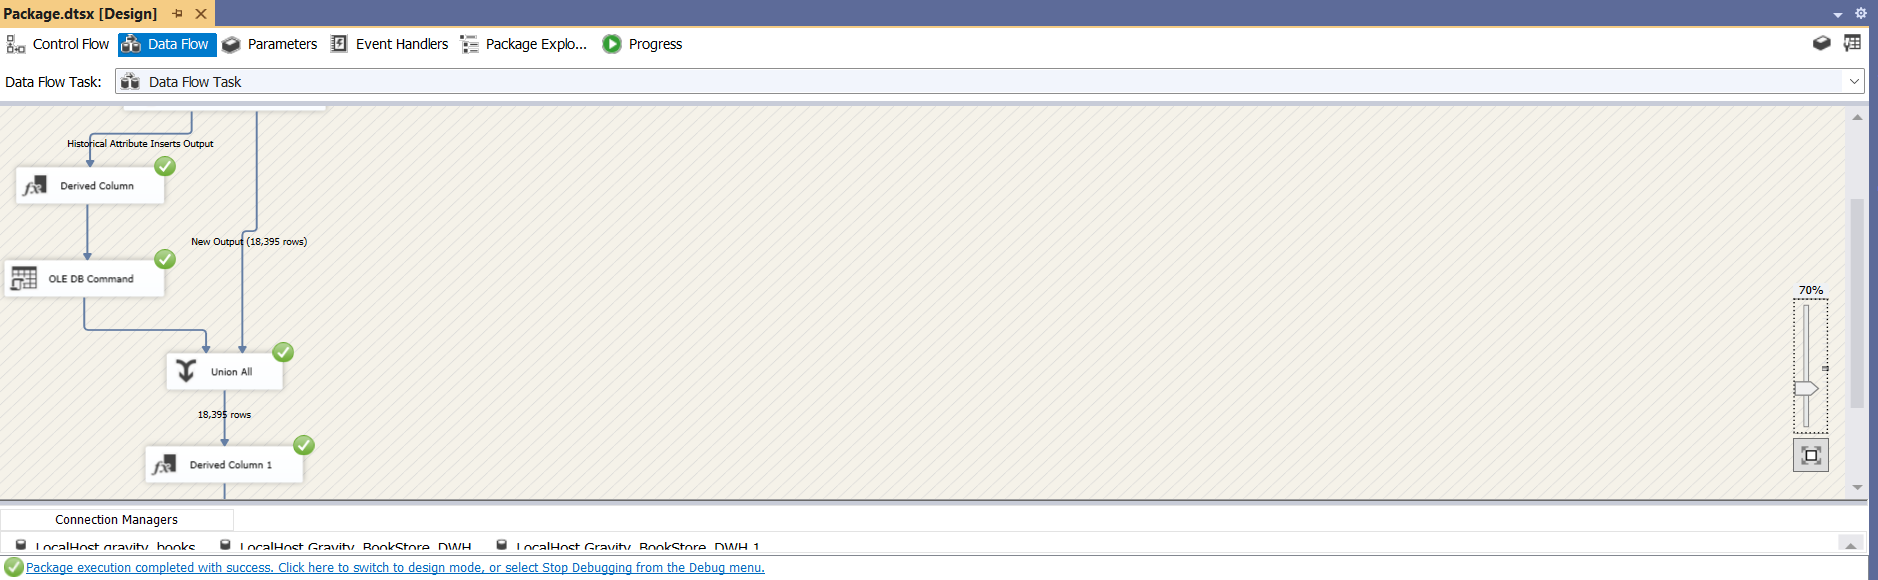 Package.dtsx [Design]
Control Flow Data Flow Parameters Event Handlers Package Explo... Progress
Data Flow Task: Data Flow Task
Historical Attribute Inserts Output
Derived Column
New Output (18,395 rows)
OLE DB Command
70%
Union All
18,395 rows
Derived Column 1
Connection Managers
LocalHost.gravity_books LocalHost.Gravity_BookStore_DWH LocalHost.Gravity_BookStore_DWH 1
Package execution completed with success. Click here to switch to design mode, or select Stop Debugging from the Debug menu.